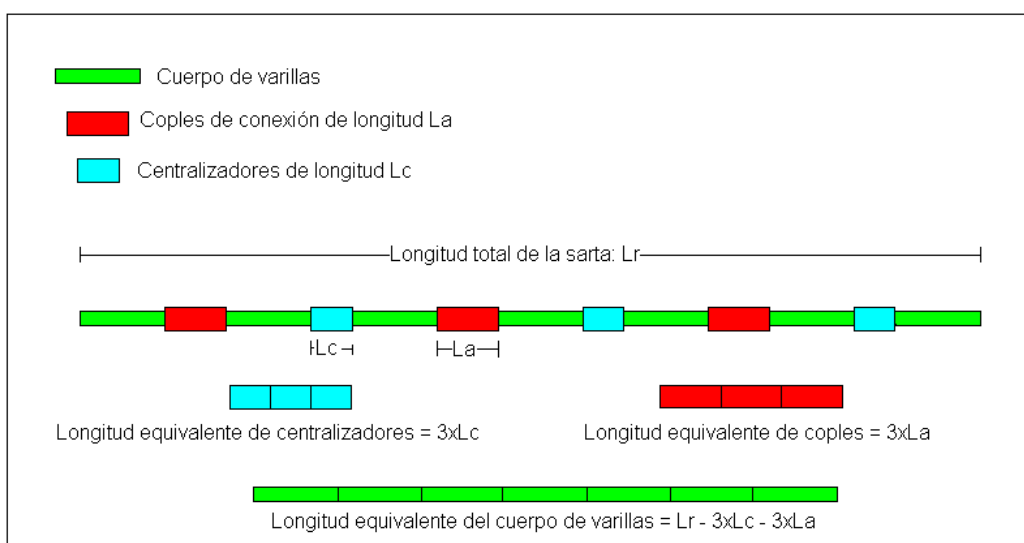 Cuerpo de varillas
Coples de conexión de longitud La
Centralizadores de longitud Lc
Longitud total de la sarta: Lr
Lc
La
Longitud equivalente de centralizadores = 3xLc
Longitud equivalente de coples = 3xLa
Longitud equivalente del cuerpo de varillas = Lr - 3xLc - 3xLa